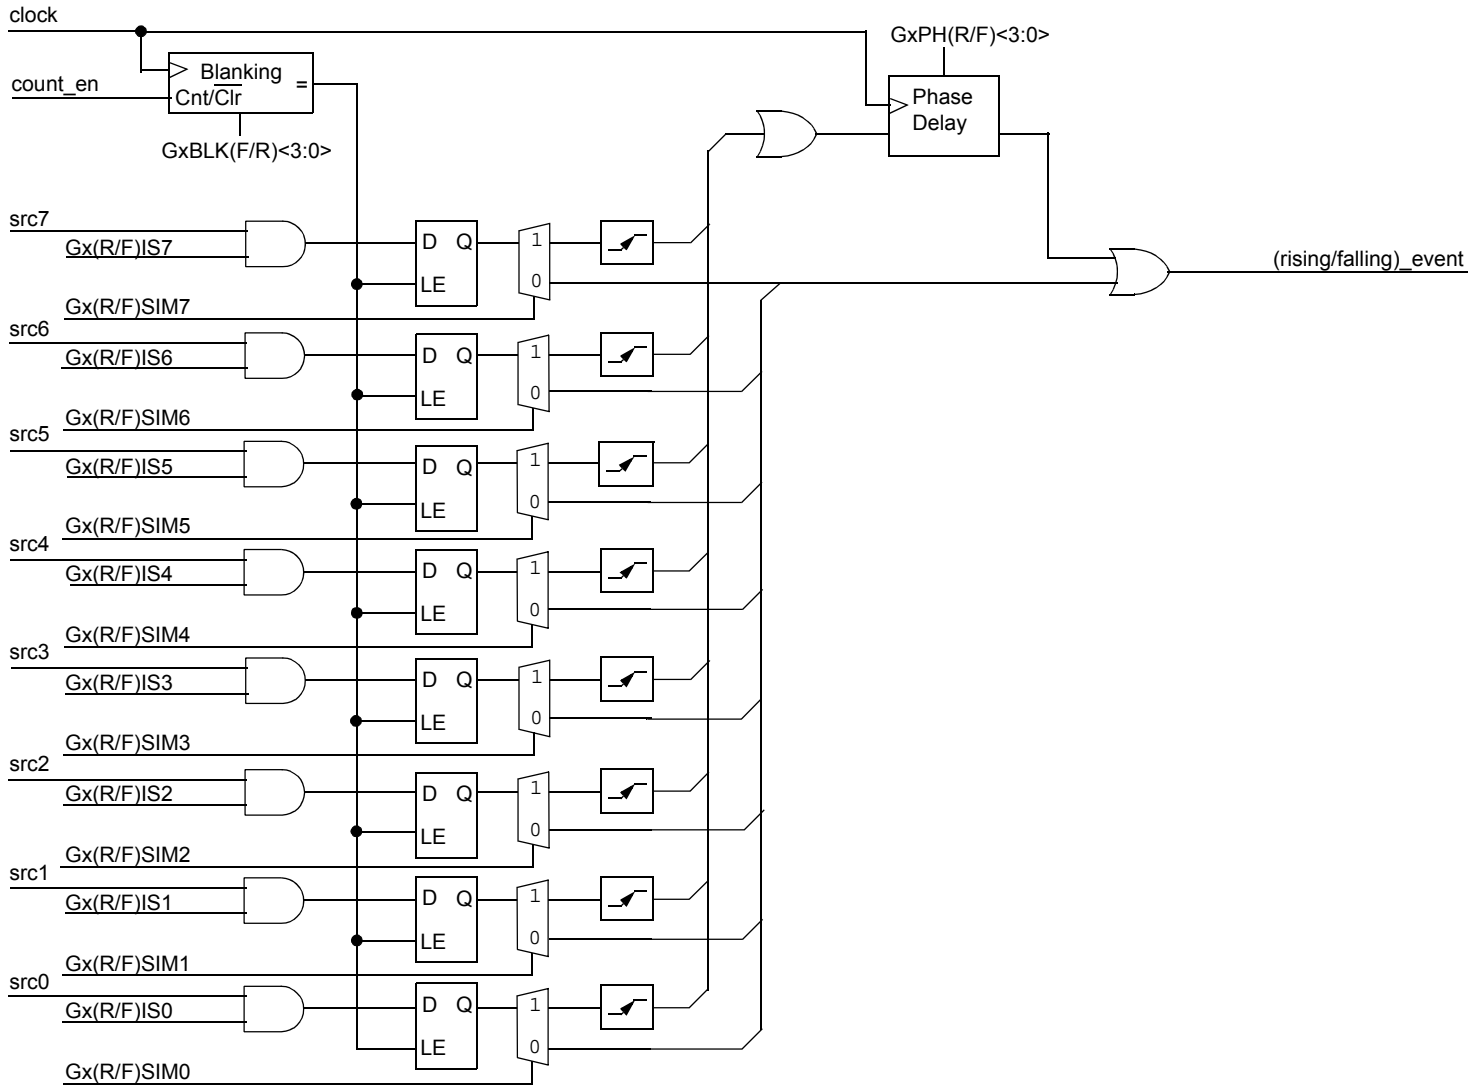 clock
GxPH(R/F)<3:0>
Blanking =
count_en
Cnt/Clr
Phase
Delay
GxBLK(F/R)<3:0>
src7
Gx(R/F)IS7
D Q 1
LE 0
Gx(R/F)SIM7
(rising/falling)_event
src6
Gx(R/F)IS6
D Q 1
LE 0
Gx(R/F)SIM6
src5
Gx(R/F)IS5
D Q 1
LE 0
Gx(R/F)SIM5
src4
Gx(R/F)IS4
D Q 1
LE 0
Gx(R/F)SIM4
src3
Gx(R/F)IS3
D Q 1
LE 0
Gx(R/F)SIM3
src2
Gx(R/F)IS2
D Q 1
LE 0
Gx(R/F)SIM2
src1
Gx(R/F)IS1
D Q 1
LE 0
Gx(R/F)SIM1
src0
Gx(R/F)IS0
D Q 1
LE 0
Gx(R/F)SIM0